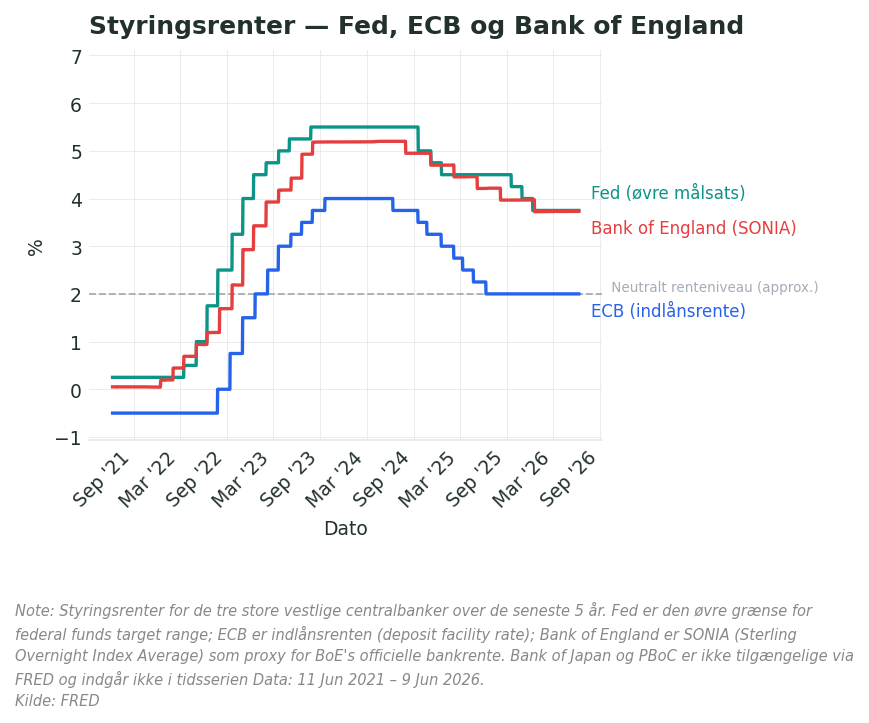 Styringsrenter — Fed, ECB og Bank of England
7
6
5
4
3
2
1
0
−1
%
Fed (øvre målsats)
Bank of England (SONIA)
Neutralt renteniveau (approx.)
ECB (indlånsrente)
Sep '21
Mar '22
Sep '22
Mar '23
Sep '23
Mar '24
Sep '24
Mar '25
Sep '25
Mar '26
Sep '26
Dato
Note: Styringsrenter for de tre store vestlige centralbanker over de seneste 5 år. Fed er den øvre grænse for
federal funds target range; ECB er indlånsrenten (deposit facility rate); Bank of England er SONIA (Sterling
Overnight Index Average) som proxy for BoE's officielle bankrente. Bank of Japan og PBoC er ikke tilgængelige via
FRED og indgår ikke i tidsserien Data: 11 Jun 2021 – 9 Jun 2026.
Kilde: FRED